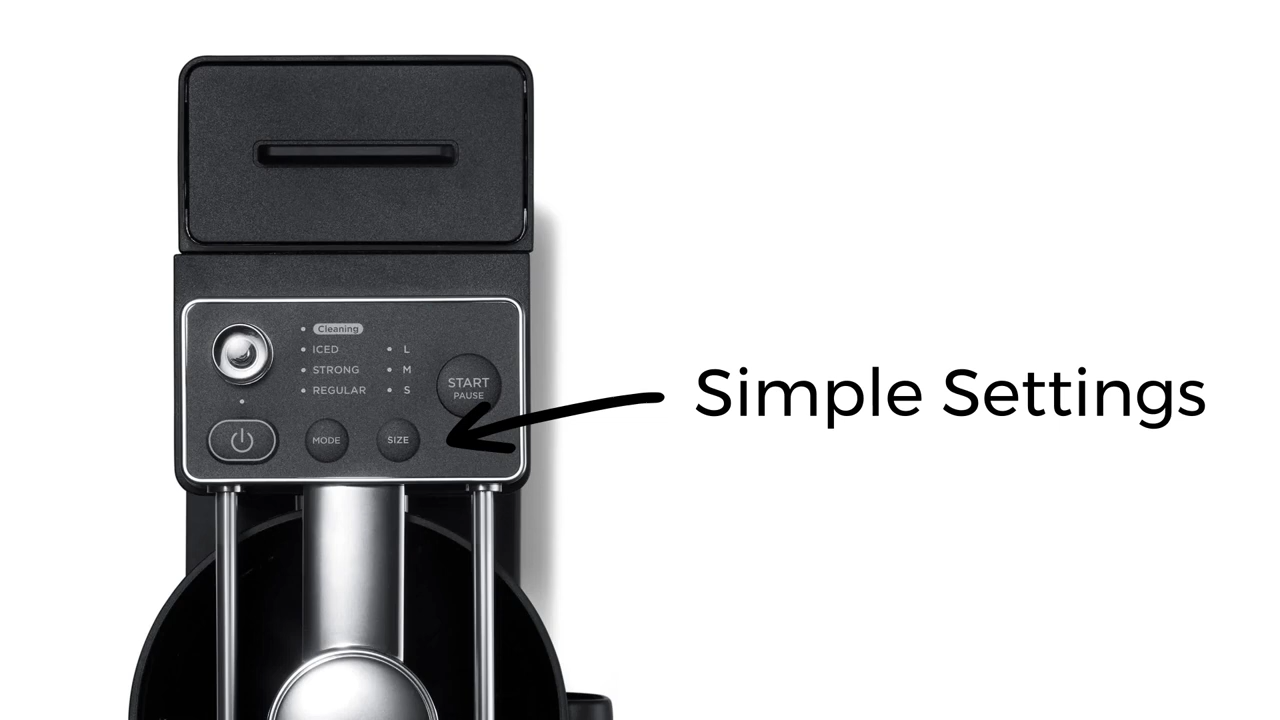 Cleaning
ICED L
STRONG M
REGULAR S
START
PAUSE
MODE SIZE
Simple Settings